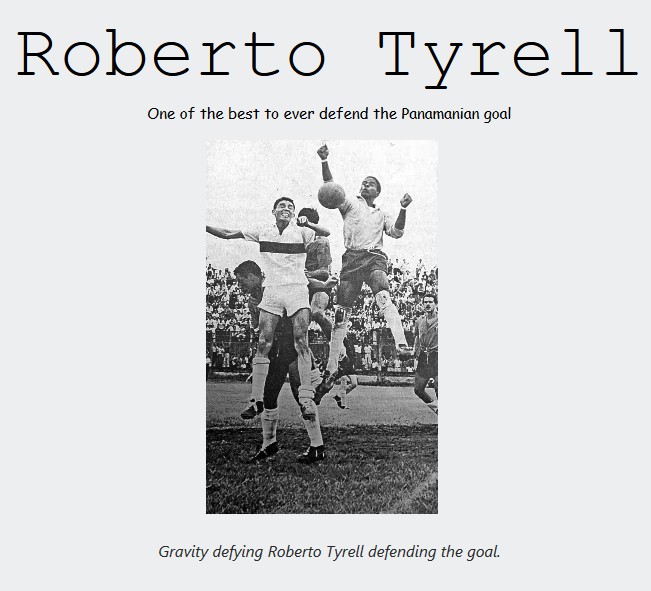 Roberto Tyrell
One of the best to ever defend the Panamanian goal
Gravity defying Roberto Tyrell defending the goal.